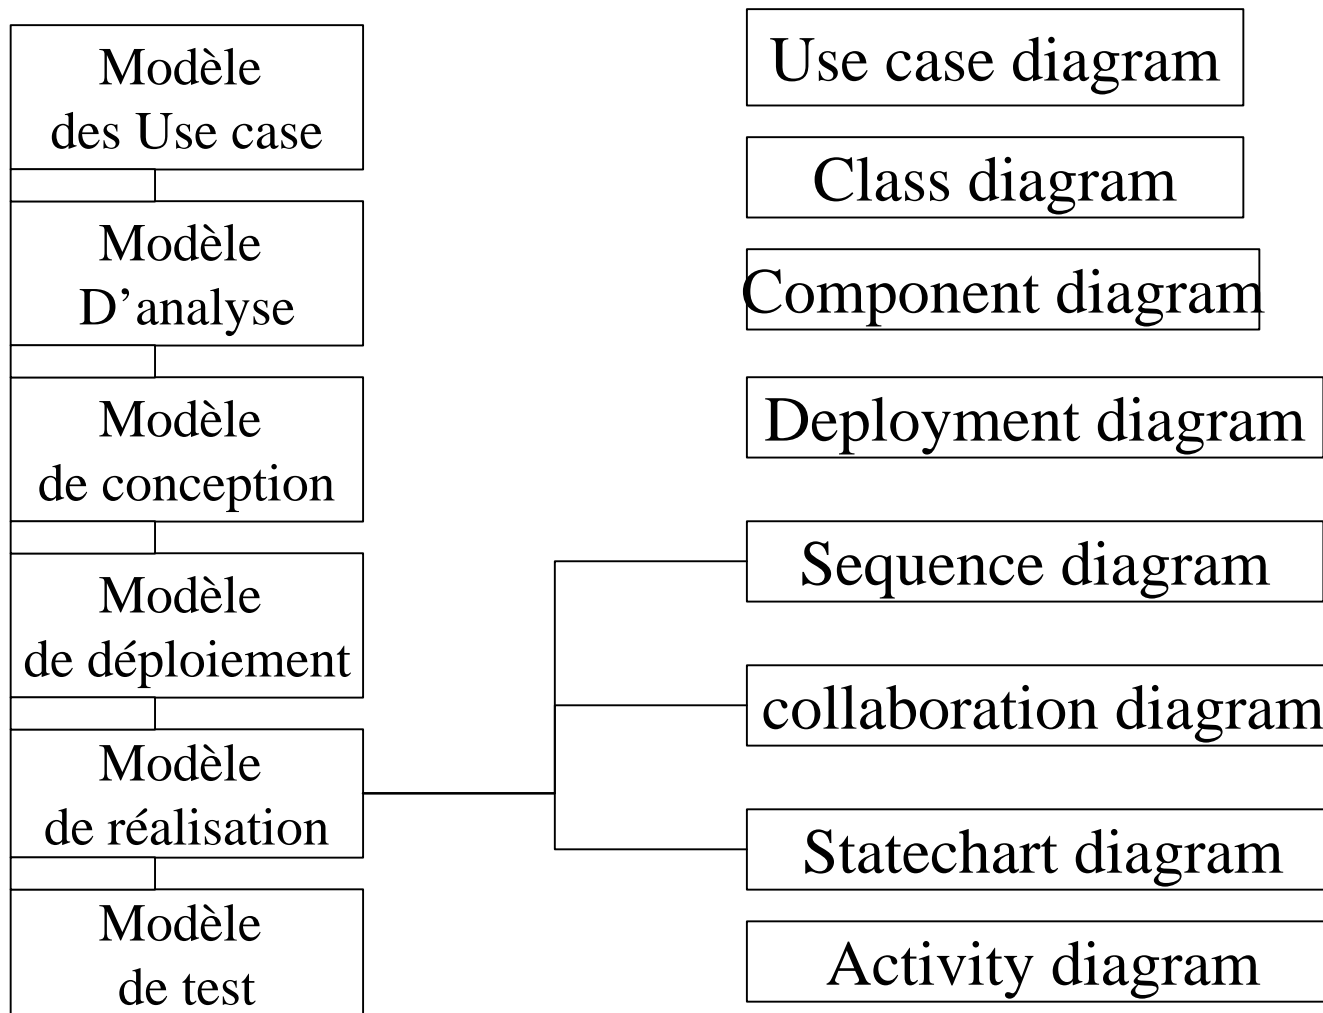 Modèle
des Use case
Modèle
D’analyse
Modèle
de conception
Modèle
de déploiement
Modèle
de réalisation
Modèle
de test
Use case diagram
Class diagram
Component diagram
Deployment diagram
Sequence diagram
collaboration diagram
Statechart diagram
Activity diagram